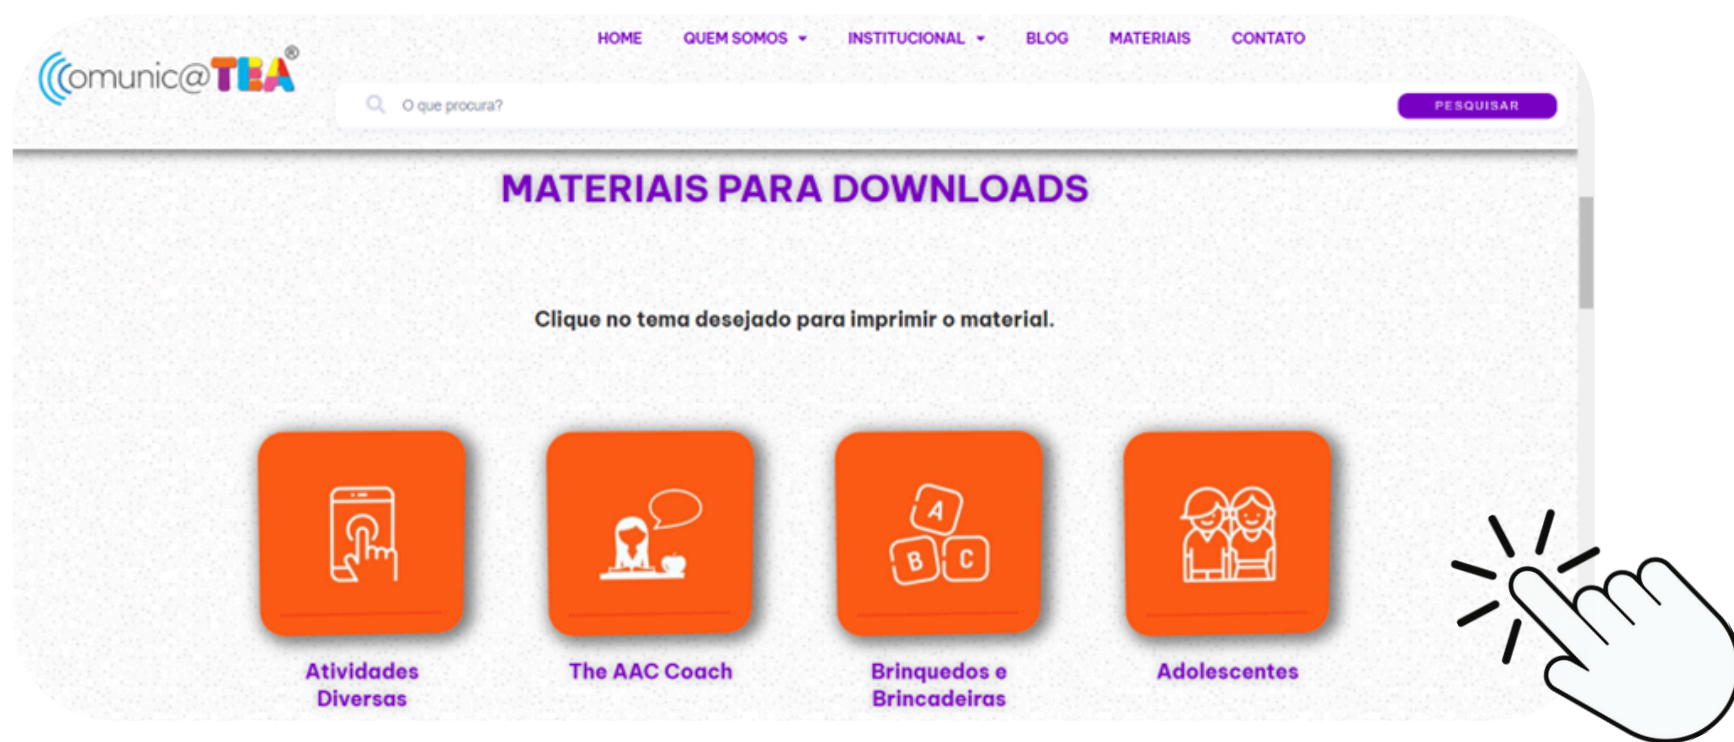 HOME QUEM SOMOS INSTITUCIONAL BLOG MATERIAIS CONTATO
Comunic@TEA®
O que procura?
PESQUISAR
MATERIAIS PARA DOWNLOADS
Clique no tema desejado para imprimir o material.
A
B C
Atividades
Diversas
The AAC Coach
Brinquedos e
Brincadeiras
Adolescentes